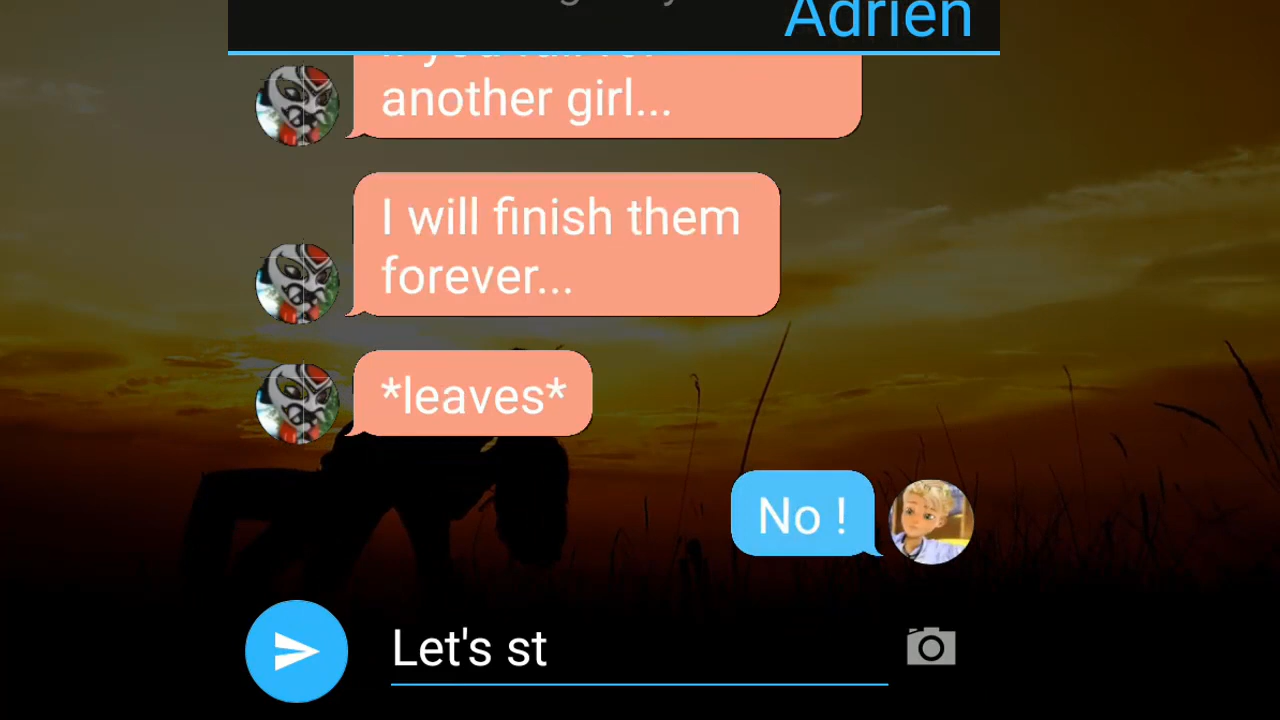 Adrien
another girl...
I will finish them
forever...
*leaves*
No !
Let's st